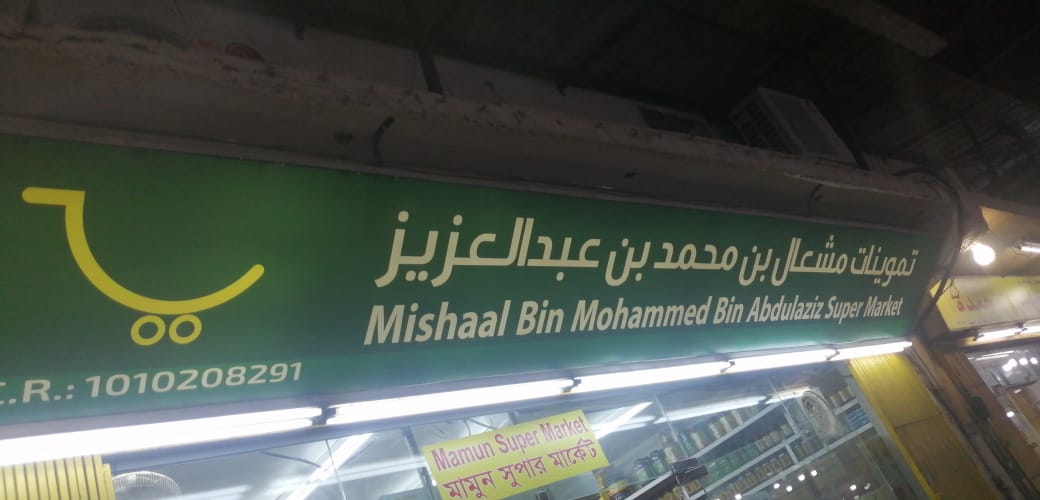 تموينات مشعال بن محمد بن عبدالعزيز
Mishaal Bin Mohammed Bin Abdulaziz Super Market
C.R.: 1010208291
Mamun Super Market
মামুন সুপার মার্কেট